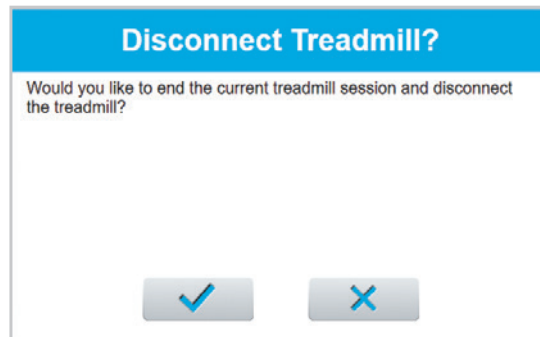 Disconnect Treadmill?
Would you like to end the current treadmill session and disconnect
the treadmill?